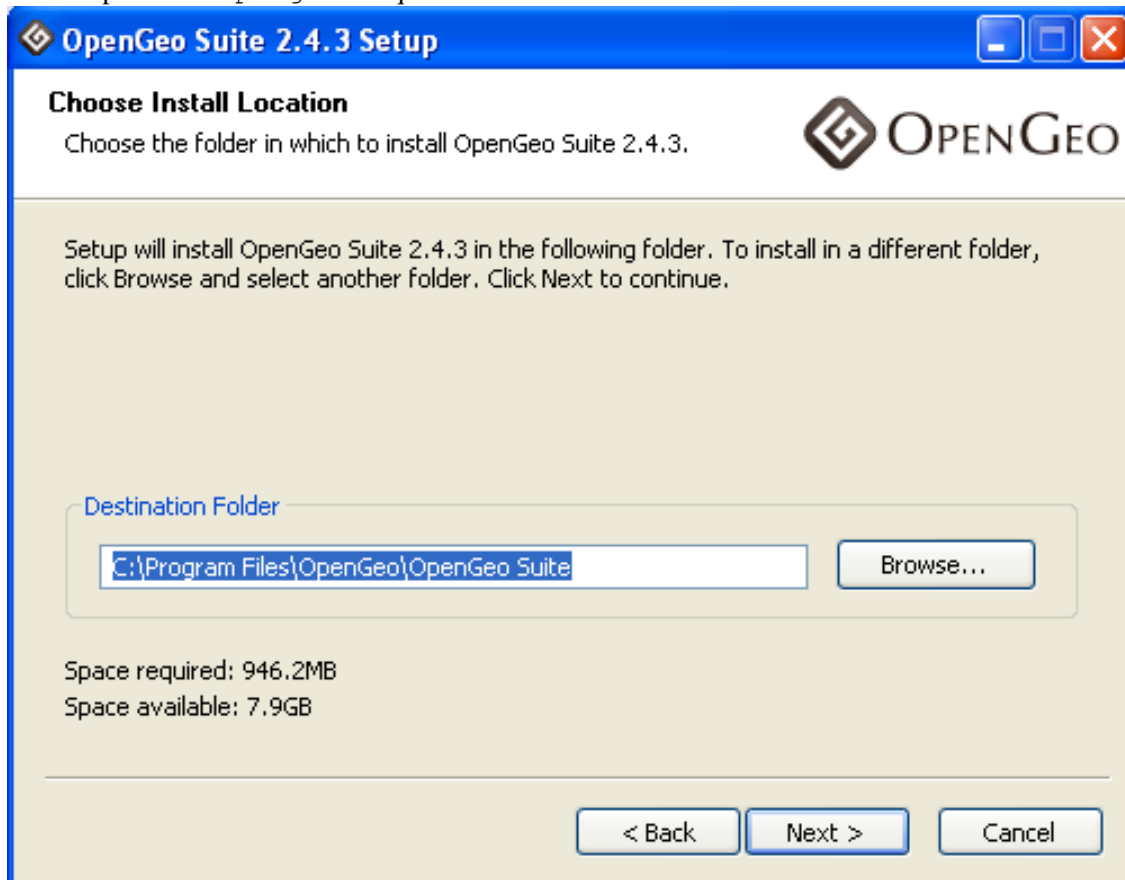 OpenGeo Suite 2.4.3 Setup
Choose Install Location
Choose the folder in which to install OpenGeo Suite 2.4.3.
OPENGEO
Setup will install OpenGeo Suite 2.4.3 in the following folder. To install in a different folder,
click Browse and select another folder. Click Next to continue.
Destination Folder
C:\Program Files\OpenGeo\OpenGeo Suite
Browse...
Space required: 946.2MB
Space available: 7.9GB
< Back
Next >
Cancel